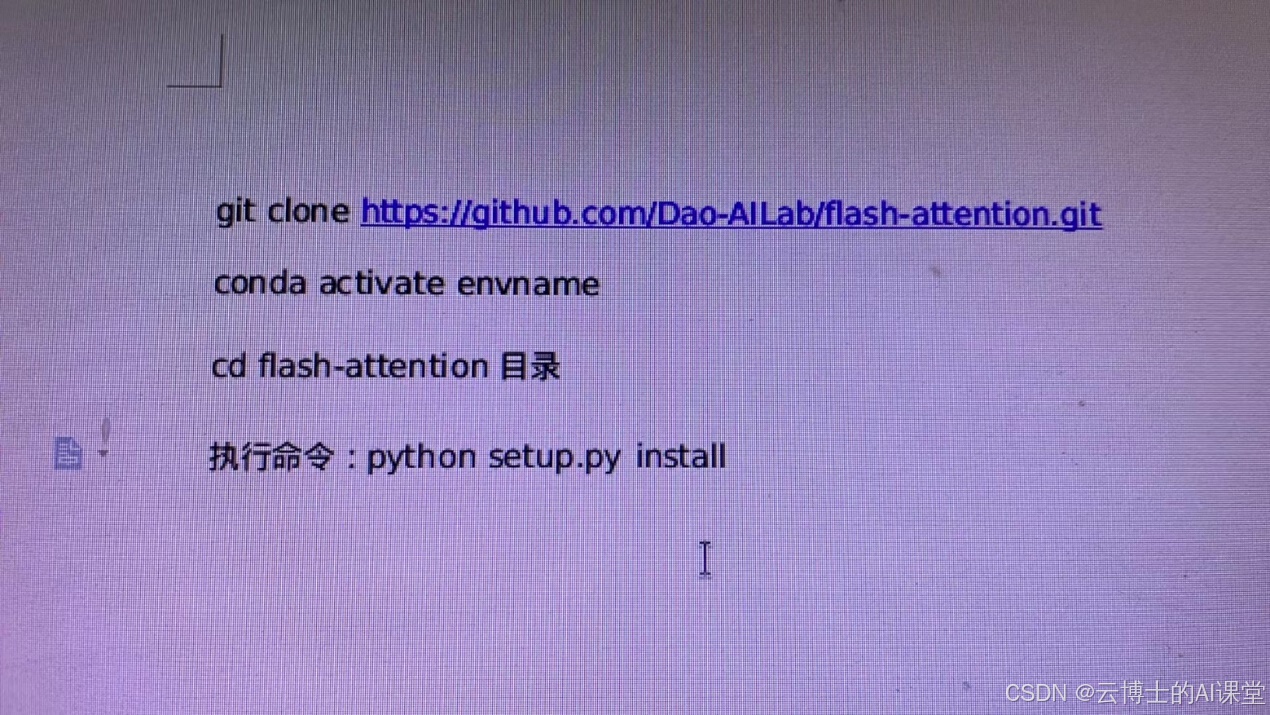 git clone https://github.com/Dao-AILab/flash-attention.git
conda activate envname
cd flash-attention 目录
执行命令：python setup.py install
CSDN @云博士的AI课堂